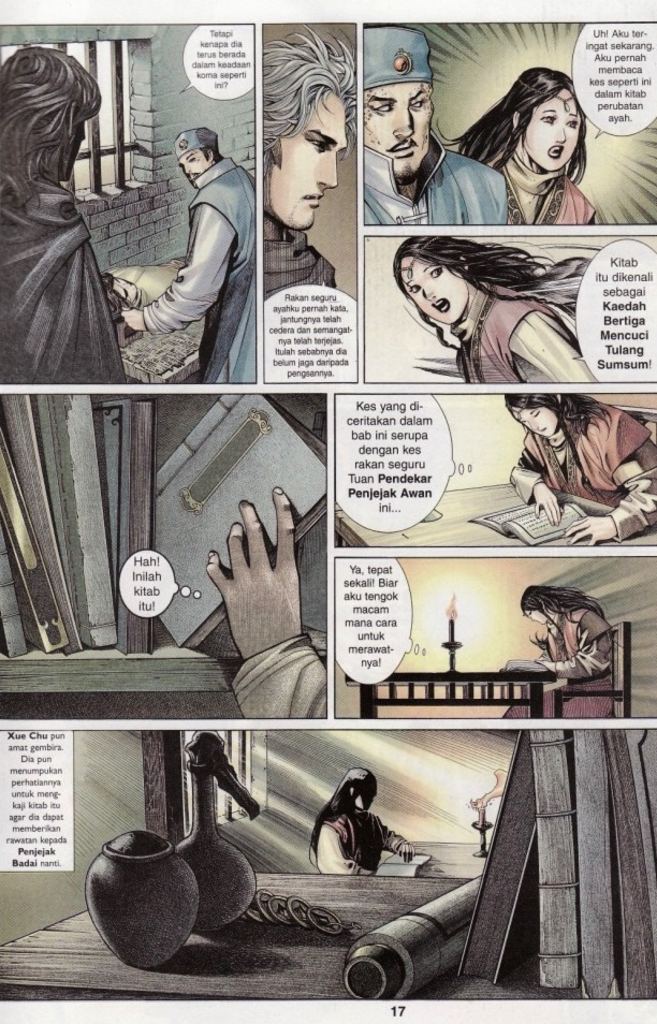 Tetapi
kenapa dia
terus berada
dalam keadaan
koma seperti
ini?
Rakan seguru
ayahku pernah kata,
jantungnya telah
cedera dan semangat-
nya telah terjejas.
Itulah sebabnya dia
belum jaga daripada
pengsannya.
Uh! Aku ter-
ingat sekarang.
Aku pernah
membaca
kes seperti ini
dalam kitab
perubatan
ayah.
Kitab
itu dikenali
sebagai
Kaedah
Bertiga
Mencuci
Tulang
Sumsum!
Hah!
Inilah
kitab
itu!
Kes yang di-
ceritakan dalam
bab ini serupa
dengan kes
rakan seguru
Tuan Pendekar
Penjejak Awan
ini...
Ya, tepat
sekali! Biar
aku tengok
macam
mana cara
untuk
merawat-
nya!
Xue Chu pun
amat gembira.
Dia pun
menumpukan
perhatiannya
untuk meng-
kaji kitab itu
agar dia dapat
memberikan
rawatan kepada
Penjejak
Badai nanti.
17